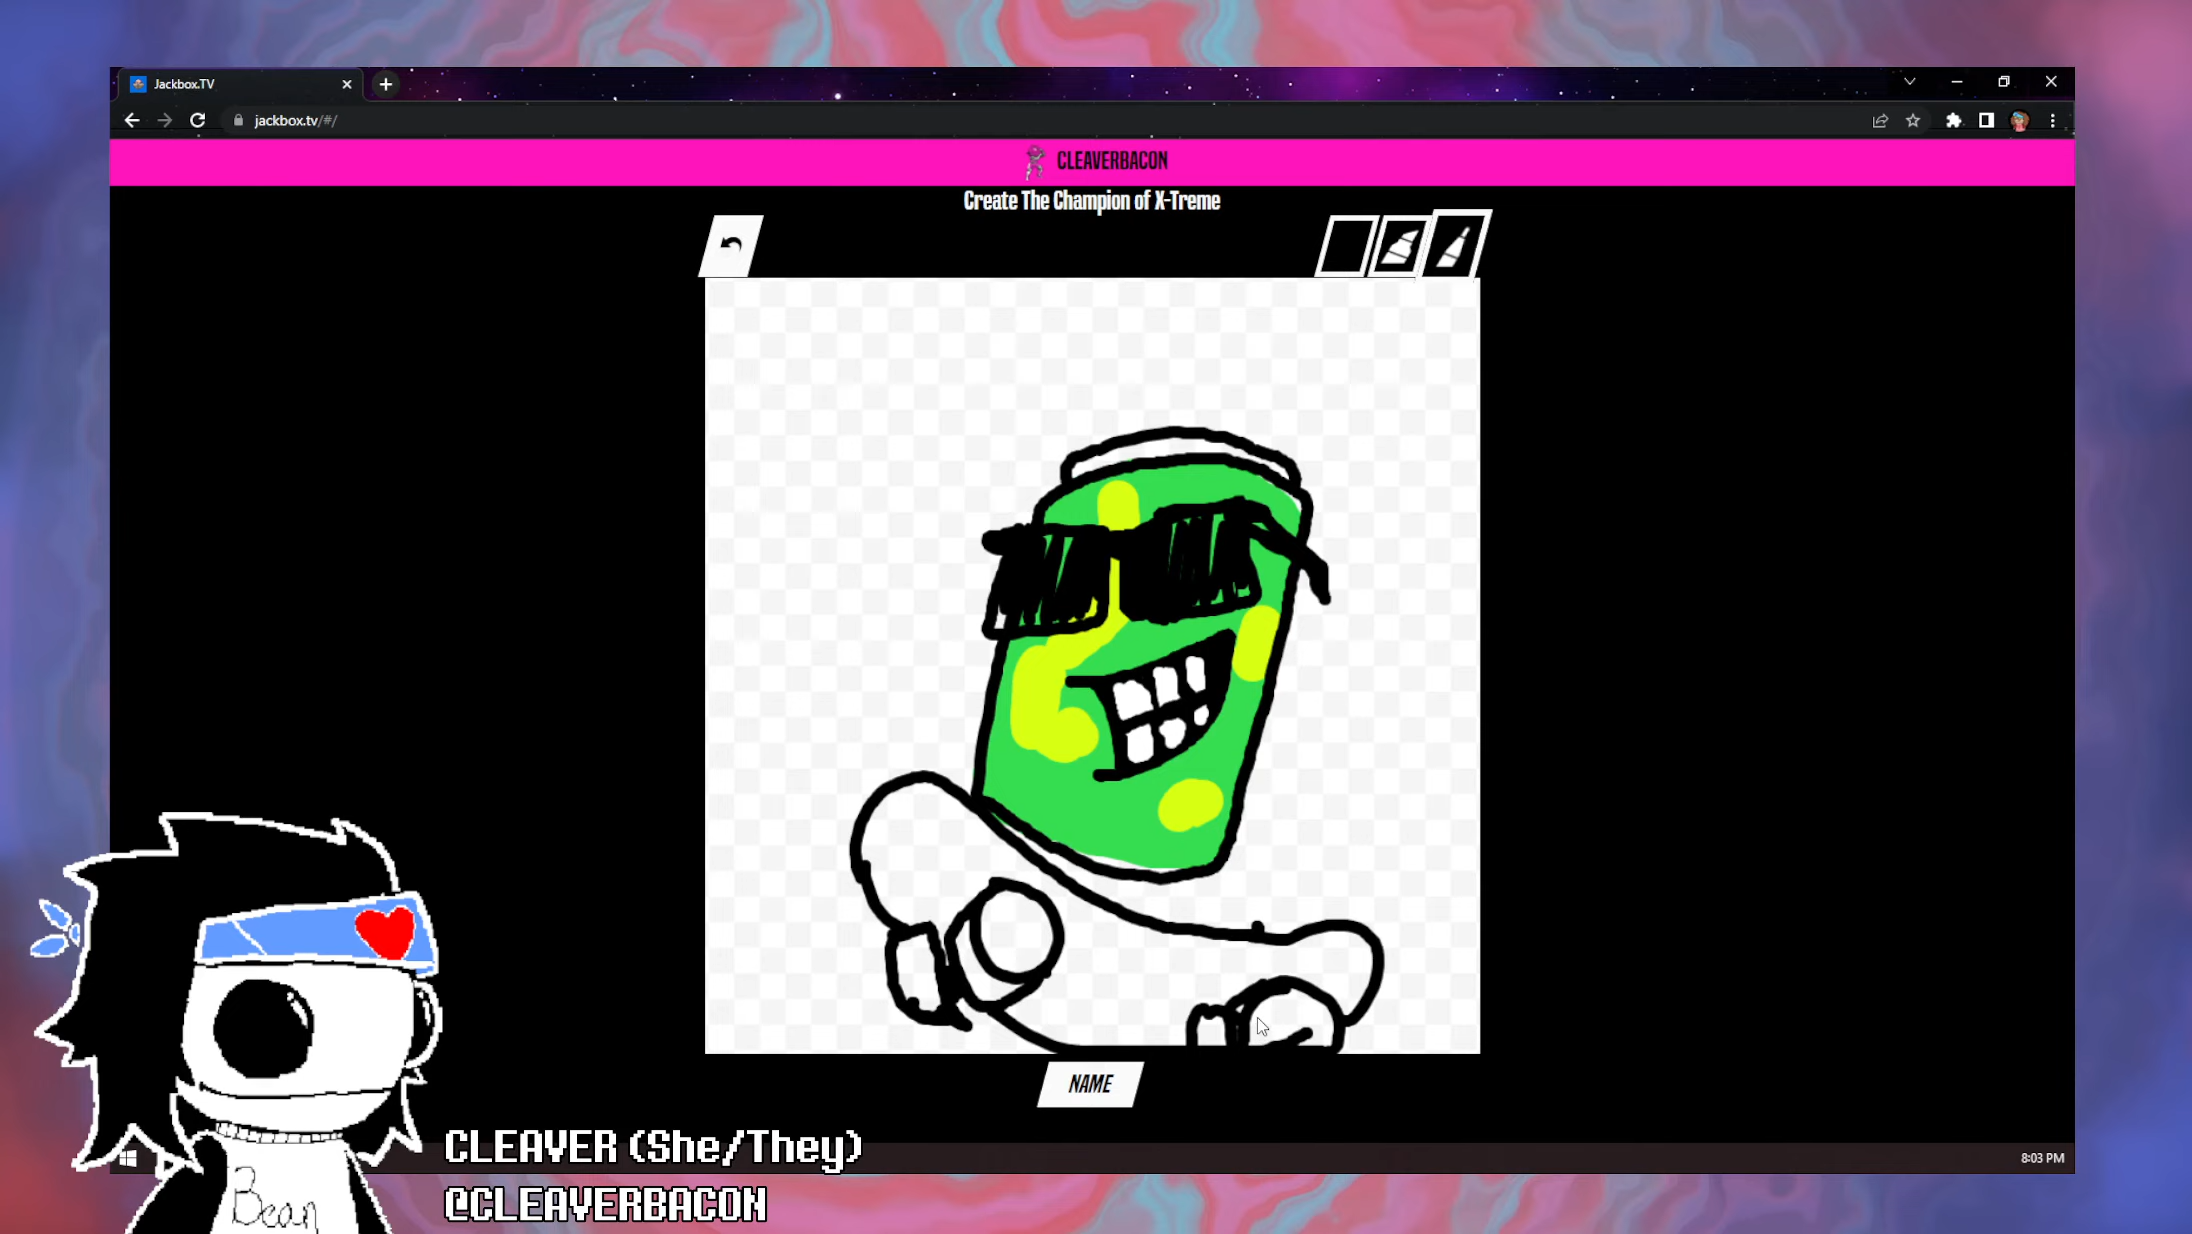 Jackbox.TV
jackbox.tv/#/
CLEAVERBACON
Create The Champion of X-Treme
NAME
CLEAVER (She/They)
@CLEAVERBACON
Bean
8:03 PM